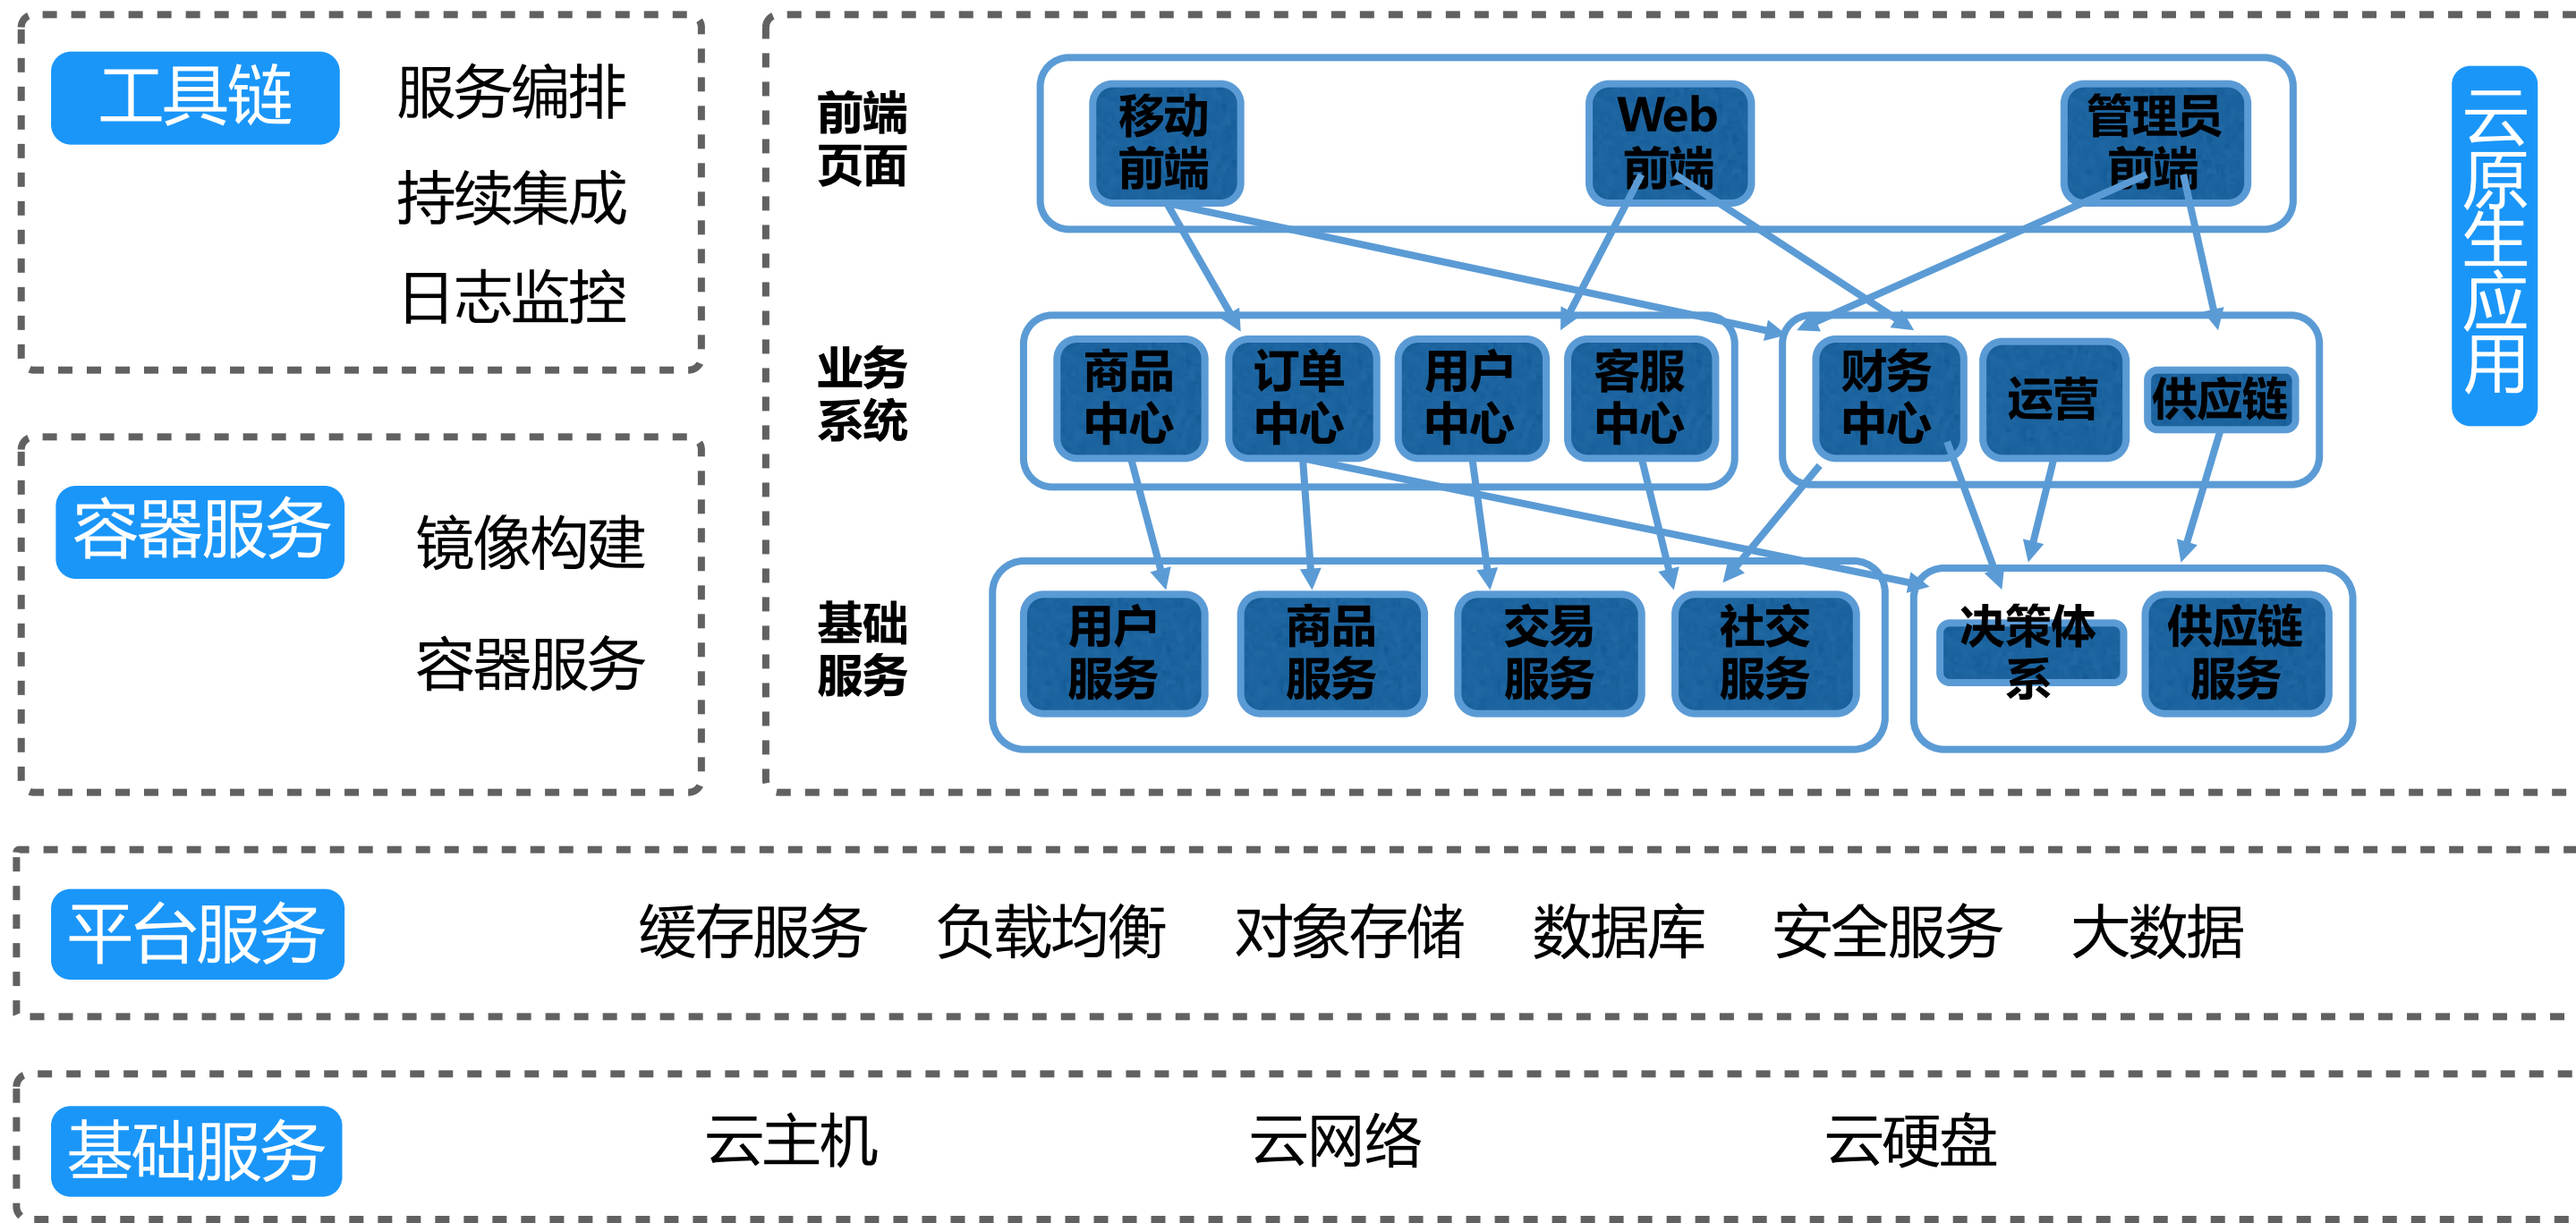 工具链
服务编排
持续集成
日志监控
容器服务
镜像构建
容器服务
前端
页面
移动
前端
Web
前端
管理员
前端
业务
系统
商品
中心
订单
中心
用户
中心
客服
中心
财务
中心
运营
供应链
基础
服务
用户
服务
商品
服务
交易
服务
社交
服务
决策体
系
供应链
服务
云原生应用
平台服务
缓存服务
负载均衡
对象存储
数据库
安全服务
大数据
基础服务
云主机
云网络
云硬盘